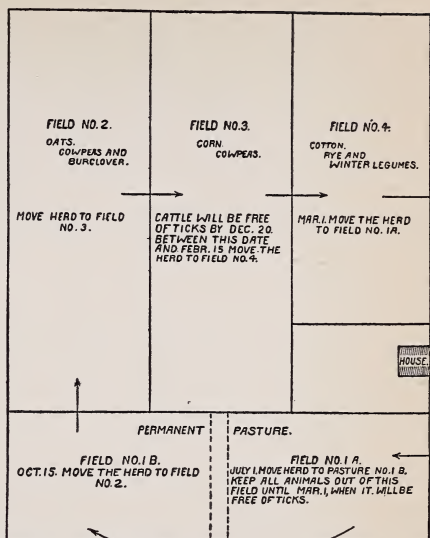 FIELD NO. 2.
OATS.
COWPEAS AND
BURCLOVER.
MOVE HERD TO FIELD
NO. 3.
FIELD NO. 3.
CORN.
COWPEAS.
CATTLE WILL BE FREE
OF TICKS BY DEC. 20.
BETWEEN THIS DATE
AND FEBR. 15 MOVE THE
HERD TO FIELD NO. 4.
FIELD NO. 4.
COTTON.
RYE AND
WINTER LEGUMES.
MAR. 1. MOVE THE HERD
TO FIELD NO. 1A.
HOUSE.
PERMANENT PASTURE.
FIELD NO. 1 B.
OCT. 15. MOVE THE HERD TO FIELD
NO. 2.
FIELD NO. 1 A.
JULY 1. MOVE HERD TO PASTURE NO. 1 B.
KEEP ALL ANIMALS OUT OF THIS
FIELD UNTIL MAR. 1, WHEN IT WILL BE
FREE OF TICKS.